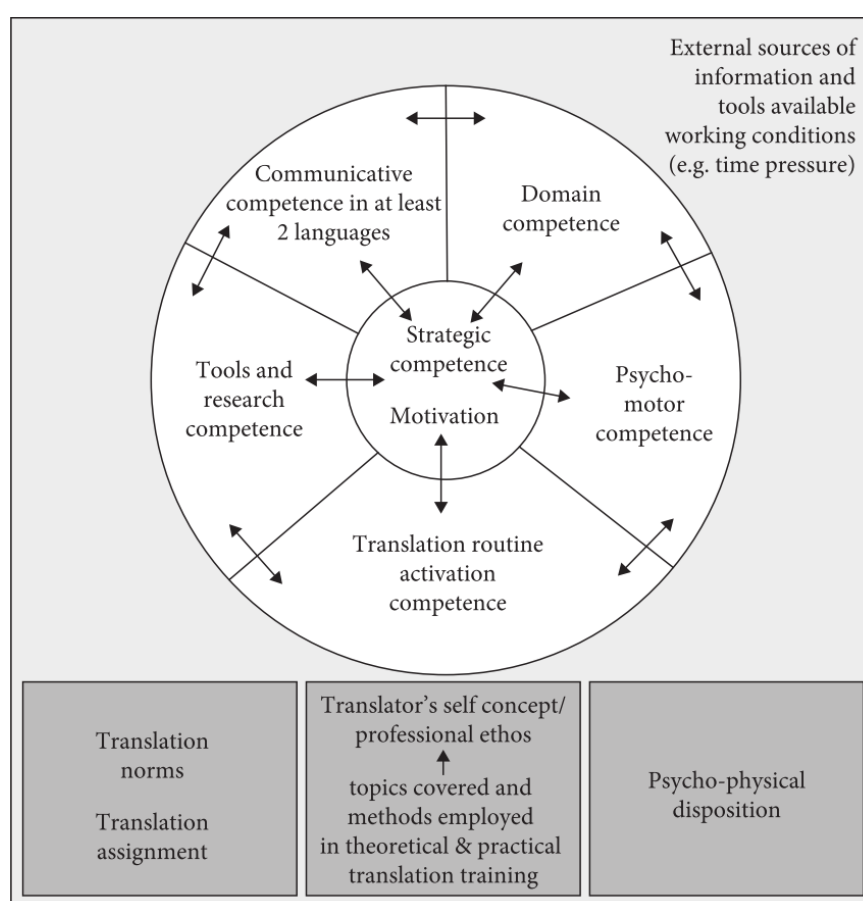 External sources of
information and
tools available
working conditions
(e.g. time pressure)
Communicative
competence in at least
2 languages
Domain
competence
Strategic
competence
Motivation
Tools and
research
competence
Psycho-
motor
competence
Translation routine
activation
competence
Translation
norms
Translation
assignment
Translator’s self concept/
professional ethos
topics covered and
methods employed
in theoretical & practical
translation training
Psycho-physical
disposition